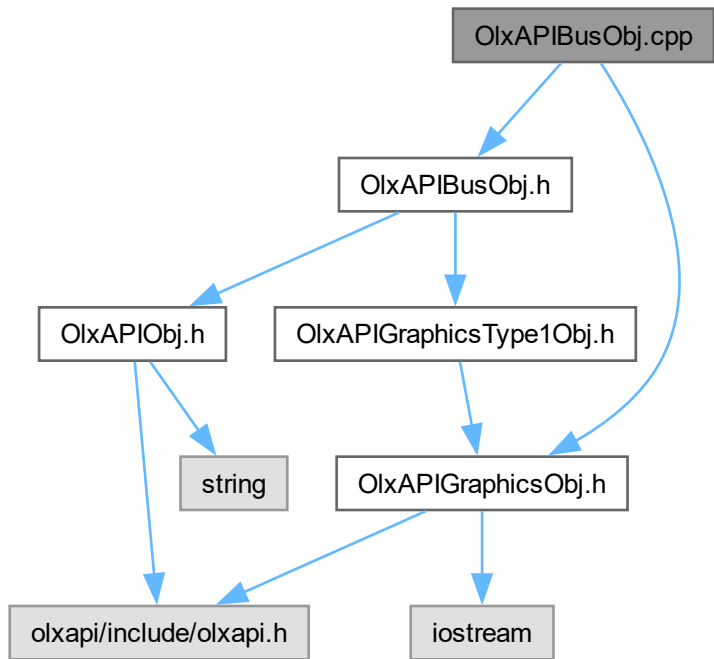 OlxAPIBusObj.cpp
OlxAPIBusObj.h
OlxAPIObj.h
OlxAPIGraphicsType1Obj.h
string
OlxAPIGraphicsObj.h
olxapi/include/olxapi.h
iostream